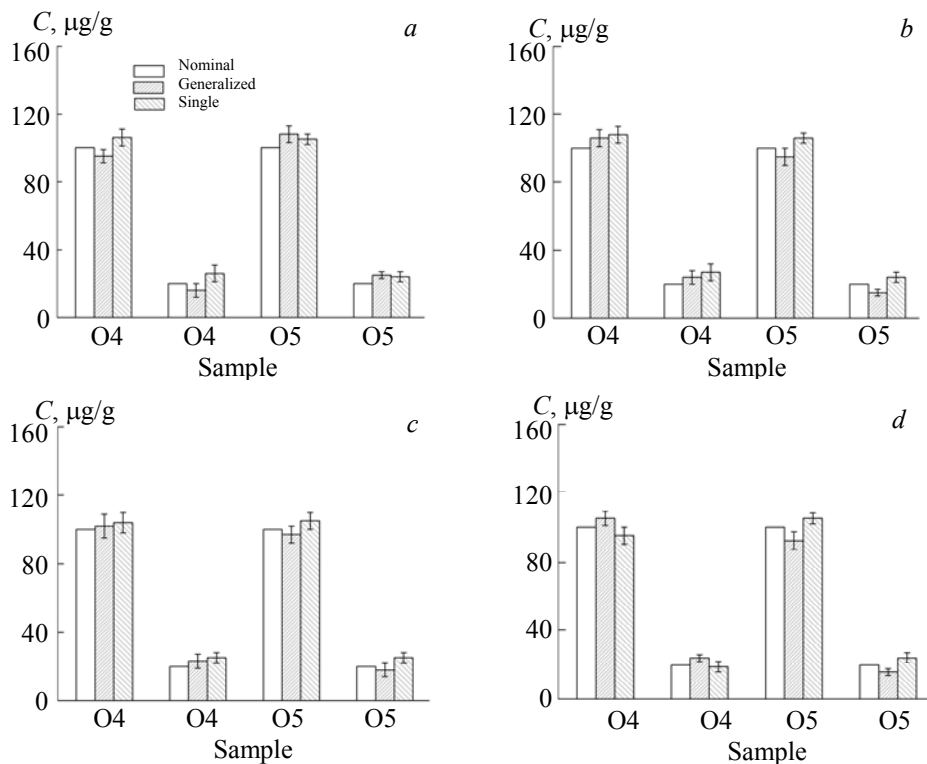 C, μg/g
a
160
120
80
40
0
Nominal
Generalized
Single
O4 O4 O5 O5
Sample
C, μg/g
b
160
120
80
40
0
O4 O4 O5 O5
Sample
C, μg/g
c
160
120
80
40
0
O4 O4 O5 O5
Sample
C, μg/g
d
160
120
80
40
0
O4 O4 O5 O5
Sample